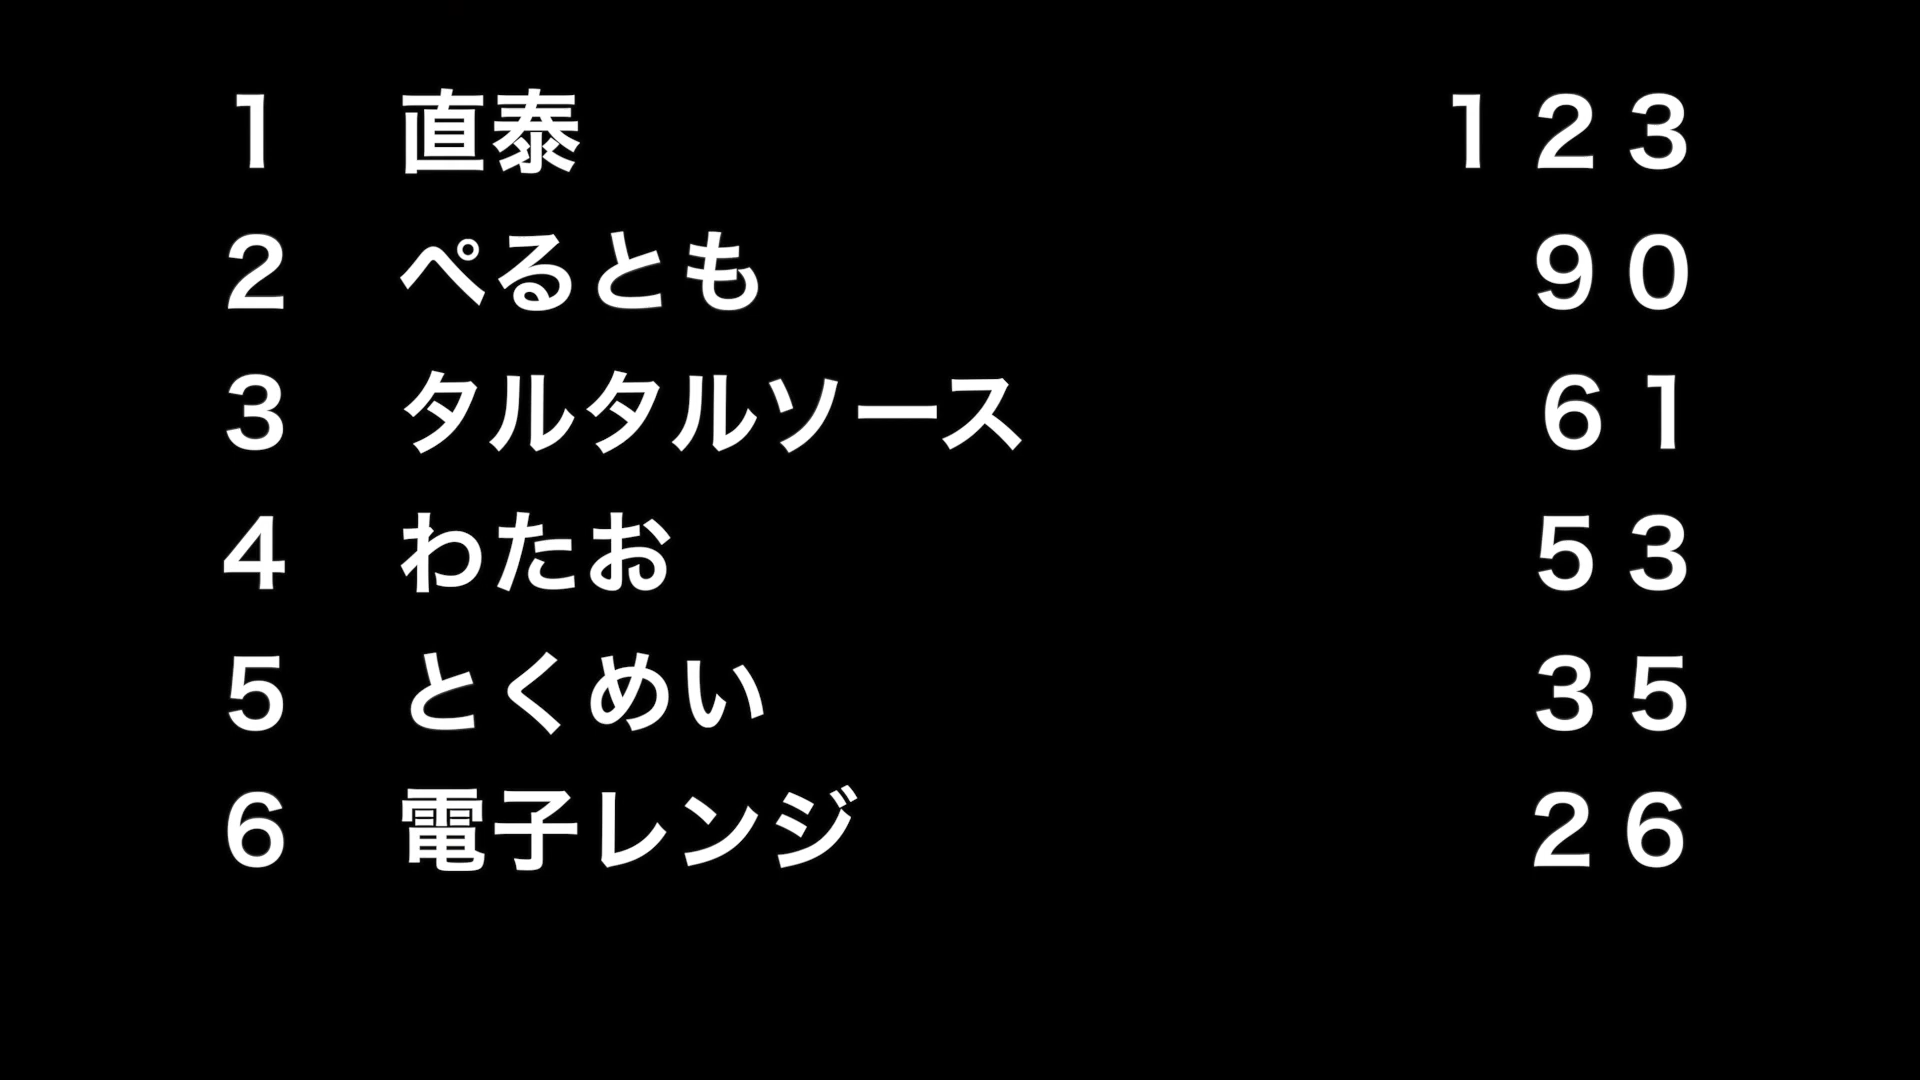 １　直泰　１２３
２　ぺるとも　９０
３　タルタルソース　６１
４　わたお　５３
５　とくめい　３５
６　電子レンジ　２６